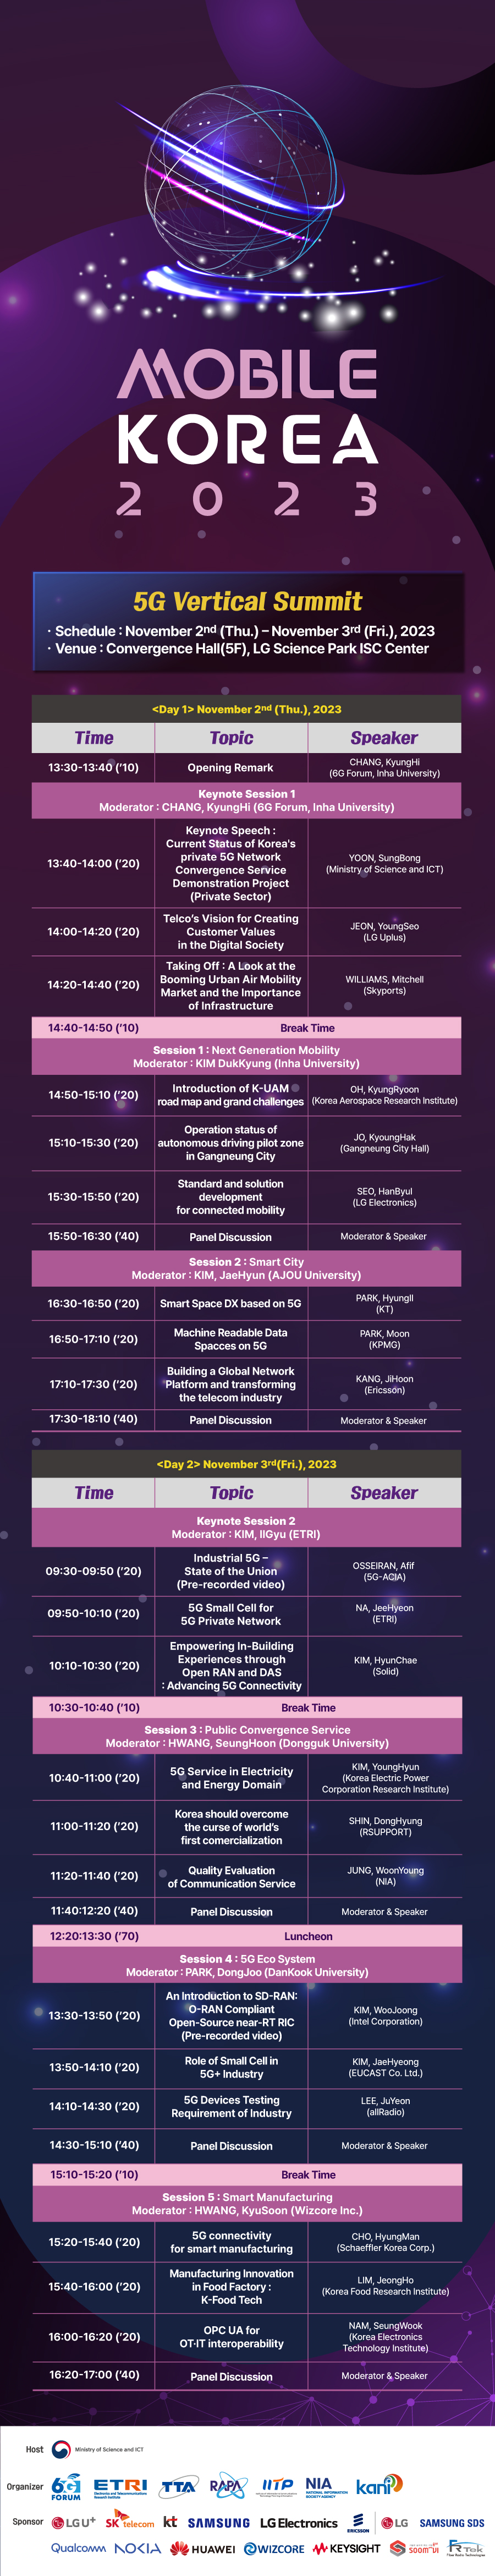 MOBILE
KOREA
2 0 2 3
5G Vertical Summit
· Schedule : November 2nd (Thu.) – November 3rd (Fri.), 2023
· Venue : Convergence Hall(5F), LG Science Park ISC Center
<Day 1> November 2nd (Thu.), 2023
Time Topic Speaker
13:30-13:40 ('10)
Opening Remark
CHANG, KyungHi
(6G Forum, Inha University)
Keynote Session 1
Moderator : CHANG, KyungHi (6G Forum, Inha University)
13:40-14:00 ('20)
Keynote Speech :
Current Status of Korea's
private 5G Network
Convergence Service
Demonstration Project
(Private Sector)
YOON, SungBong
(Ministry of Science and ICT)
14:00-14:20 ('20)
Telco's Vision for Creating
Customer Values
in the Digital Society
JEON, YoungSeo
(LG Uplus)
14:20-14:40 ('20)
Taking Off : A Look at the
Booming Urban Air Mobility
Market and the Importance
of Infrastructure
WILLIAMS, Mitchell
(Skyports)
14:40-14:50 ('10) Break Time
Session 1 : Next Generation Mobility
Moderator : KIM DukKyung (Inha University)
14:50-15:10 ('20)
Introduction of K-UAM
road map and grand challenges
OH, KyungRyoon
(Korea Aerospace Research Institute)
15:10-15:30 ('20)
Operation status of
autonomous driving pilot zone
in Gangneung City
JO, KyoungHak
(Gangneung City Hall)
15:30-15:50 ('20)
Standard and solution
development
for connected mobility
SEO, HanByul
(LG Electronics)
15:50-16:30 ('40) Panel Discussion Moderator & Speaker
Session 2 : Smart City
Moderator : KIM, JaeHyun (AJOU University)
16:30-16:50 ('20)
Smart Space DX based on 5G
PARK, HyungIl
(KT)
16:50-17:10 ('20)
Machine Readable Data
Spacces on 5G
PARK, Moon
(KPMG)
17:10-17:30 ('20)
Building a Global Network
Platform and transforming
the telecom industry
KANG, JiHoon
(Ericsson)
17:30-18:10 ('40) Panel Discussion Moderator & Speaker
<Day 2> November 3rd(Fri.), 2023
Time Topic Speaker
Keynote Session 2
Moderator : KIM, IlGyu (ETRI)
09:30-09:50 ('20)
Industrial 5G –
State of the Union
(Pre-recorded video)
OSSEIRAN, Afif
(5G-ACIA)
09:50-10:10 ('20)
5G Small Cell for
5G Private Network
NA, JeeHyeon
(ETRI)
10:10-10:30 ('20)
Empowering In-Building
Experiences through
Open RAN and DAS
: Advancing 5G Connectivity
KIM, HyunChae
(Solid)
10:30-10:40 ('10) Break Time
Session 3 : Public Convergence Service
Moderator : HWANG, SeungHoon (Dongguk University)
10:40-11:00 ('20)
5G Service in Electricity
and Energy Domain
KIM, YoungHyun
(Korea Electric Power
Corporation Research Institute)
11:00-11:20 ('20)
Korea should overcome
the curse of world's
first comercialization
SHIN, DongHyung
(RSUPPORT)
11:20-11:40 ('20)
Quality Evaluation
of Communication Service
JUNG, WoonYoung
(NIA)
11:40:12:20 ('40) Panel Discussion Moderator & Speaker
12:20:13:30 ('70) Luncheon
Session 4 : 5G Eco System
Moderator : PARK, DongJoo (DanKook University)
13:30-13:50 ('20)
An Introduction to SD-RAN:
O-RAN Compliant
Open-Source near-RT RIC
(Pre-recorded video)
KIM, WooJoong
(Intel Corporation)
13:50-14:10 ('20)
Role of Small Cell in
5G+ Industry
KIM, JaeHyeong
(EUCAST Co. Ltd.)
14:10-14:30 ('20)
5G Devices Testing
Requirement of Industry
LEE, JuYeon
(allRadio)
14:30-15:10 ('40) Panel Discussion Moderator & Speaker
15:10-15:20 ('10) Break Time
Session 5 : Smart Manufacturing
Moderator : HWANG, KyuSoon (Wizcore Inc.)
15:20-15:40 ('20)
5G connectivity
for smart manufacturing
CHO, HyungMan
(Schaeffler Korea Corp.)
15:40-16:00 ('20)
Manufacturing Innovation
in Food Factory :
K-Food Tech
LIM, JeongHo
(Korea Food Research Institute)
16:00-16:20 ('20)
OPC UA for
OT·IT interoperability
NAM, SeungWook
(Korea Electronics
Technology Institute)
16:20-17:00 ('40) Panel Discussion Moderator & Speaker
Host Ministry of Science and ICT
Organizer 6G FORUM ETRI TTA RAPA IITP NIA kani
Sponsor LG U+ SK telecom kt SAMSUNG LG Electronics ERICSSON LG SAMSUNG SDS
Qualcomm NOKIA HUAWEI WIZCORE KEYSIGHT